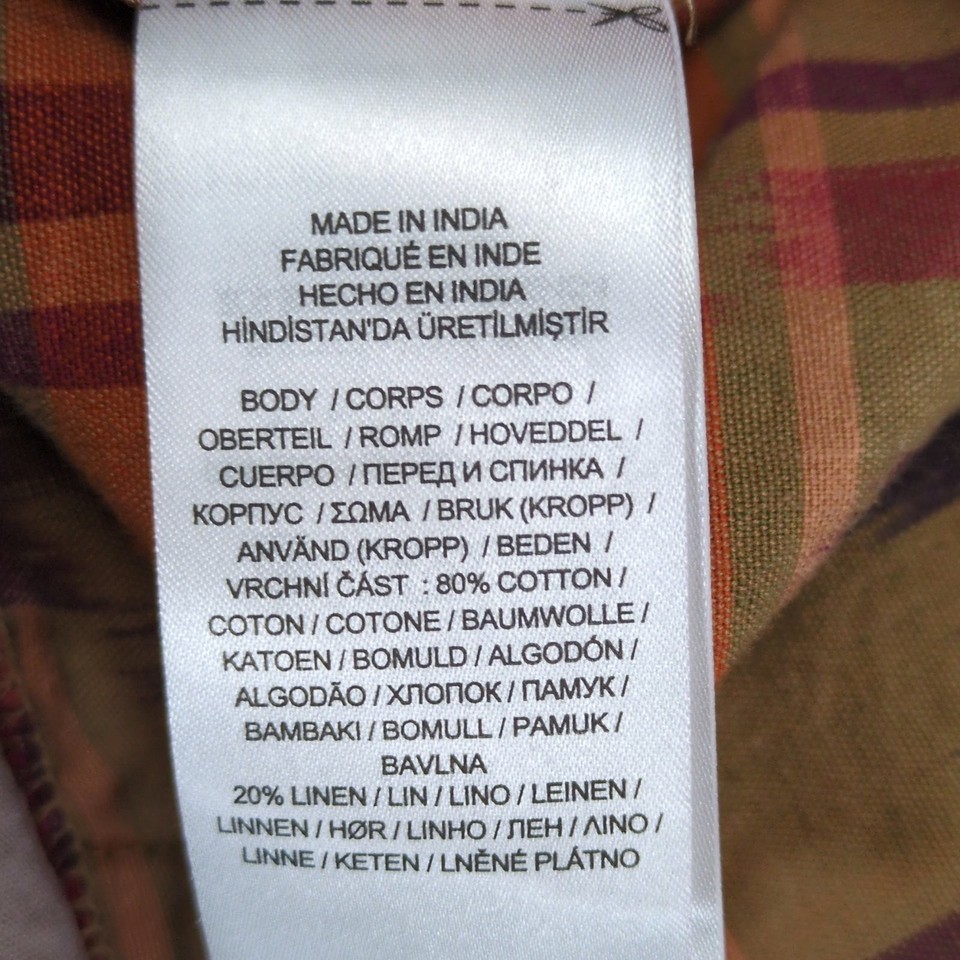 MADE IN INDIA
FABRIQUÉ EN INDE
HECHO EN INDIA
HİNDİSTAN'DA ÜRETİLMİŞTİR
BODY / CORPS / CORPO /
OBERTEIL / ROMP / HOVEDDEL /
CUERPO / ПЕРЕД И СПИНКА /
КОРПУС / ΣΩΜΑ / BRUK (KROPP) /
ANVÄND (KROPP) / BEDEN /
VRCHNÍ ČÁST : 80% COTTON /
COTON / COTONE / BAUMWOLLE /
KATOEN / BOMULD / ALGODÓN /
ALGODÃO / ХЛОПОК / ПАМУК /
BAMBAKI / BOMULL / PAMUK /
BAVLNA
20% LINEN / LIN / LINO / LEINEN /
LINNEN / HØR / LINHO / ЛЕН / ΛΙΝΟ /
LINNE / KETEN / LNĚNÉ PLÁTNO